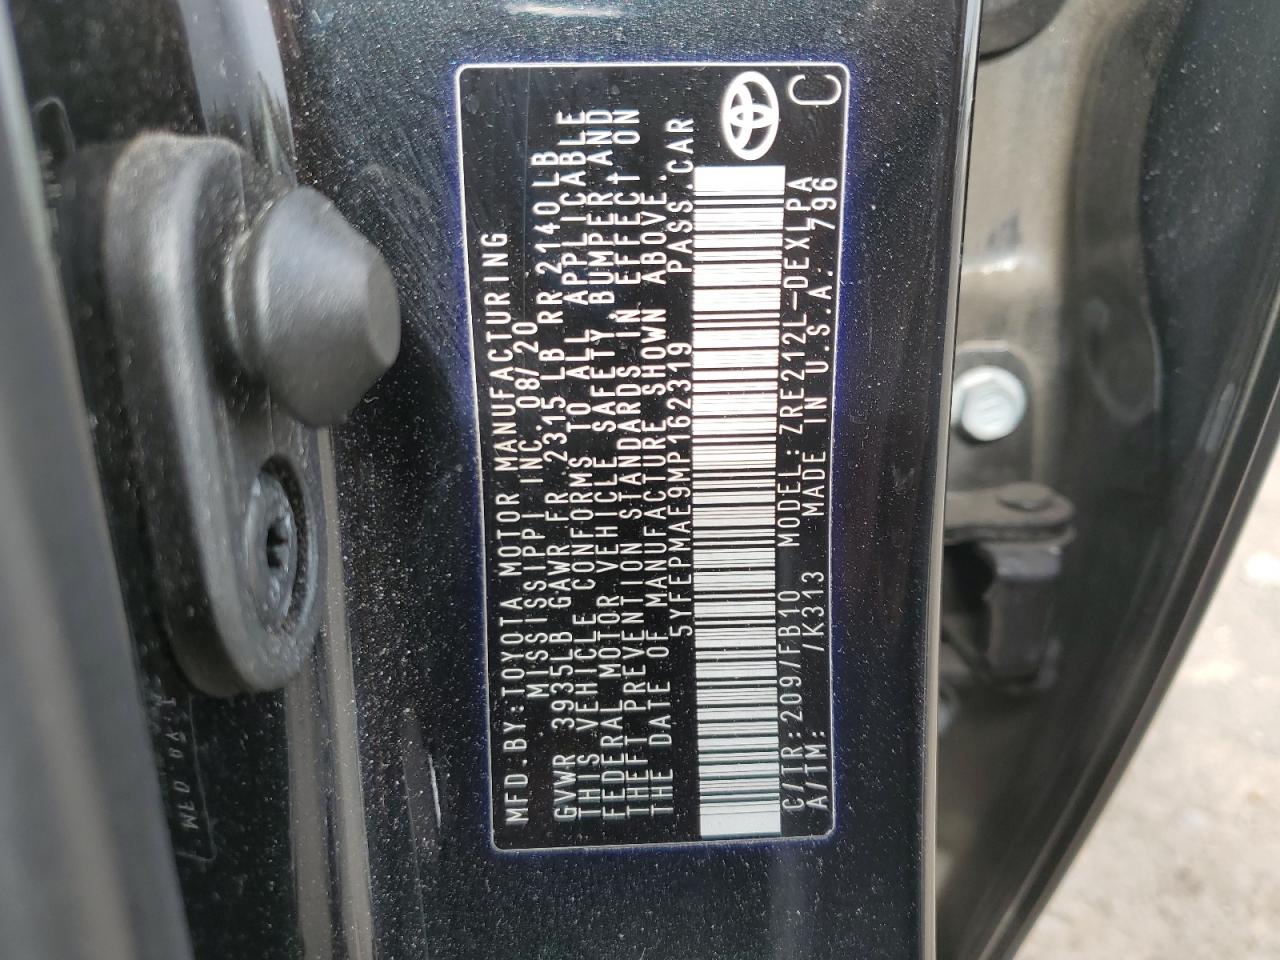 MFD.BY:TOYOTA MOTOR MANUFACTURING
MISSISSIPPI INC. 08/20
GVWR 3935LB GAWR FR 2315LB RR 2140LB
THIS VEHICLE CONFORMS TO ALL APPLICABLE
FEDERAL MOTOR VEHICLE SAFETY, BUMPER, AND
THEFT PREVENTION STANDARDS IN EFFECT ON
THE DATE OF MANUFACTURE SHOWN ABOVE.
5YFEPMAE9MP162319 PASS.CAR
C/TR:209/FB10 MODEL:ZRE212L-DEXLPA
A/TM: /K313 MADE IN U.S.A. 796
C